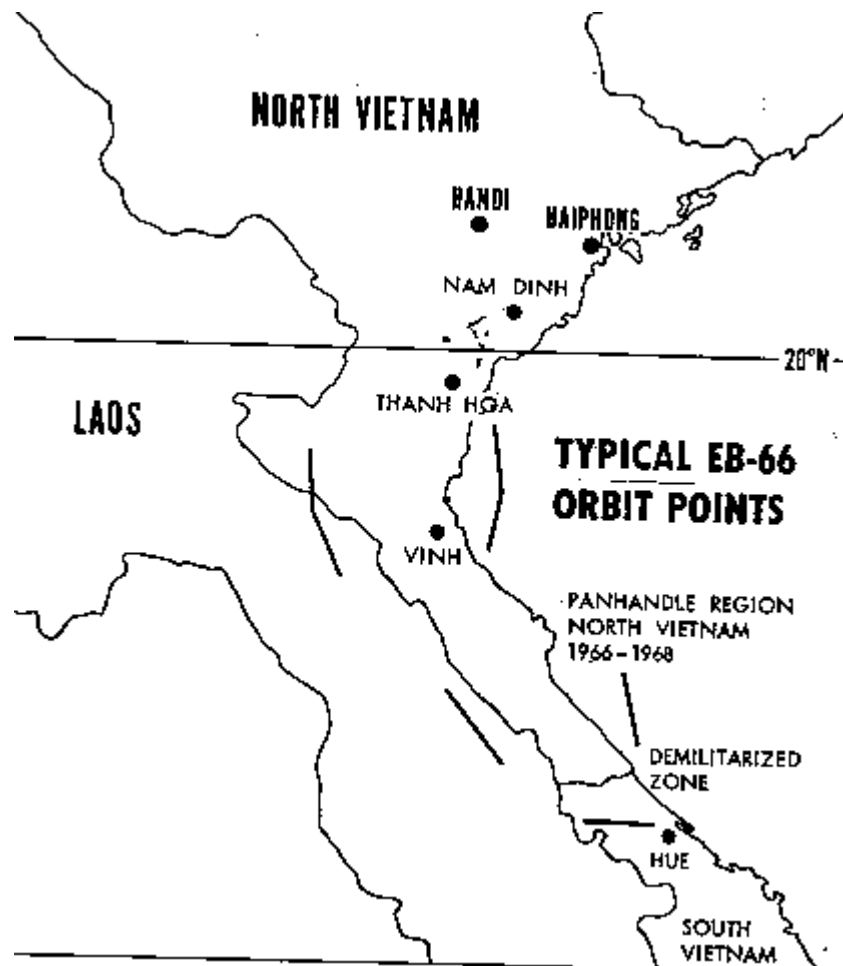 NORTH VIETNAM
HANOI
HAIPHONG
NAM DINH
20°N
THANH HOA
LAOS
TYPICAL EB-66
ORBIT POINTS
VINH
PANHANDLE REGION
NORTH VIETNAM
1966-1968
DEMILITARIZED
ZONE
HUE
SOUTH
VIETNAM